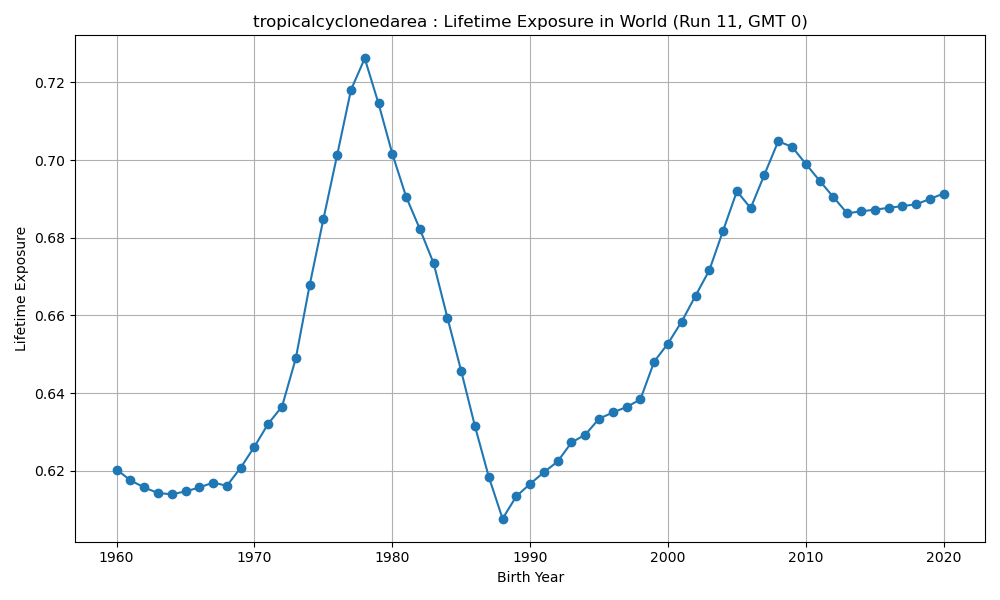 tropicalcyclonedarea : Lifetime Exposure in World (Run 11, GMT 0)
Lifetime Exposure
0.72
0.70
0.68
0.66
0.64
0.62
1960 1970 1980 1990 2000 2010 2020
Birth Year